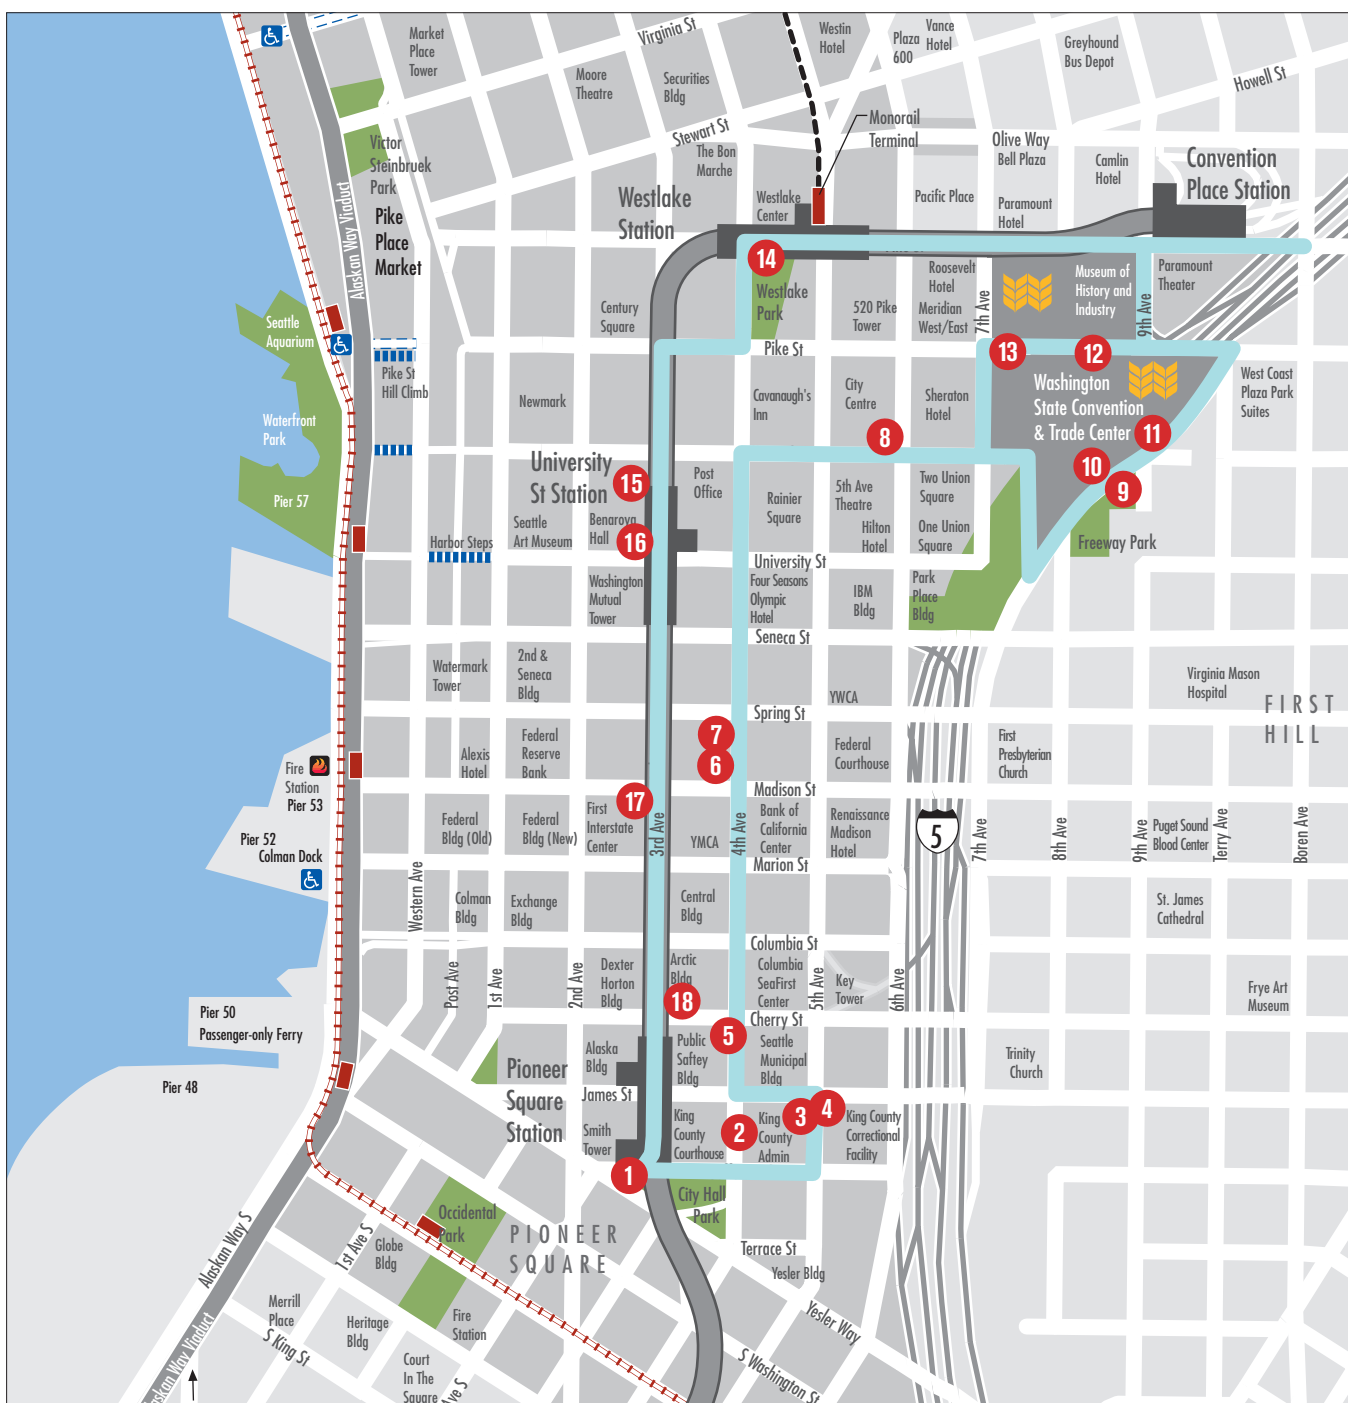 Virginia St
Market
Place
Tower
Moore
Theatre
Securities
Bldg
Westin
Hotel
Plaza
600
Vance
Hotel
Greyhound
Bus Depot
Howell St
Stewart St
The Bon
Marche
Monorail
Terminal
Olive Way
Bell Plaza
Camlin
Hotel
Convention
Place Station
Victor
Steinbruek
Park
Pike
Place
Market
Alaskan Way Viaduct
Westlake
Station
Westlake
Center
Pacific Place
Paramount
Hotel
14
Westlake
Park
Roosevelt
Hotel
Meridian
West/East
7th Ave
Museum of
History and
Industry
9th Ave
Paramount
Theater
Century
Square
520 Pike
Tower
Seattle
Aquarium
Pike St
13
12
Pike St
Hill Climb
Washington
State Convention
& Trade Center
11
West Coast
Plaza Park
Suites
Newmark
Cavanaugh's
Inn
City
Centre
Sheraton
Hotel
Waterfront
Park
8
10
9
University
St Station
15
Post
Office
Rainier
Square
5th Ave
Theatre
Two Union
Square
Pier 57
Harbor Steps
Seattle
Art Museum
Benaroya
Hall
16
Hilton
Hotel
One Union
Square
Freeway Park
University St
Washington
Mutual
Tower
Four Seasons
Olympic
Hotel
IBM
Bldg
Park
Place
Bldg
Seneca St
Watermark
Tower
2nd &
Seneca
Bldg
YWCA
Virginia Mason
Hospital
FIRST
HILL
Spring St
7
6
Alexis
Hotel
Federal
Reserve
Bank
Federal
Courthouse
First
Presbyterian
Church
Fire
Station
Pier 53
Madison St
17
Federal
Bldg (Old)
Federal
Bldg (New)
First
Interstate
Center
3rd Ave
YMCA
4th Ave
Bank of
California
Center
Renaissance
Madison
Hotel
5
7th Ave
8th Ave
9th Ave
Puget Sound
Blood Center
Terry Ave
Boren Ave
Pier 52
Colman Dock
Marion St
Western Ave
Colman
Bldg
Exchange
Bldg
Central
Bldg
St. James
Cathedral
Columbia St
Post Ave
1st Ave
2nd Ave
Dexter
Horton
Bldg
Arctic
Bldg
18
Columbia
SeaFirst
Center
5th Ave
Key
Tower
6th Ave
Frye Art
Museum
Pier 50
Passenger-only Ferry
Cherry St
5
Alaska
Bldg
Public
Saftey
Bldg
Seattle
Municipal
Bldg
Trinity
Church
Pier 48
Pioneer
Square
Station
James St
Smith
Tower
King
County
Courthouse
2
King
County
Admin
3
4
King County
Correctional
Facility
1
City Hall
Park
Occidental
Park
PIONEER
SQUARE
Terrace St
Yesler Bldg
Alaskan Way S
1st Ave S
Globe
Bldg
Merrill
Place
Heritage
Bldg
Fire
Station
Yesler Way
S King St
Court
In The
Square
Ave S
S Washington St
Alaskan Way Viaduct